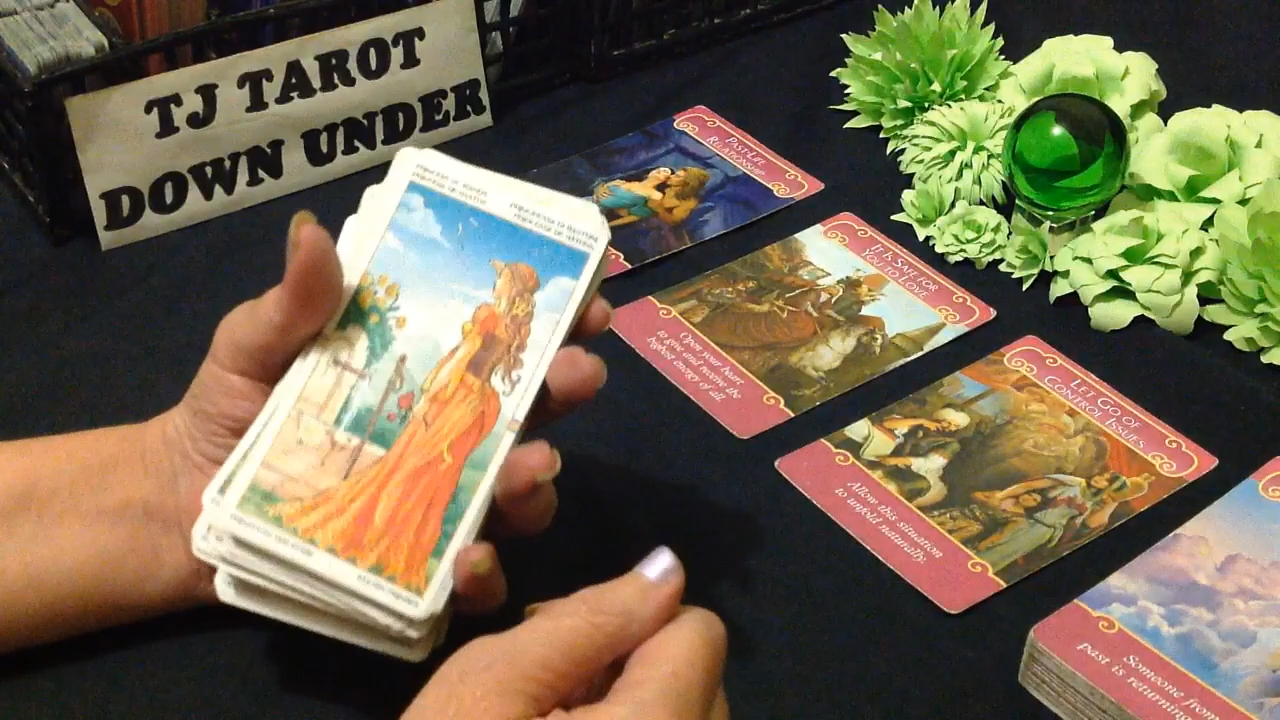 TJ TAROT
DOWN UNDER
PAST-LIFE
RELATIONSHIP
IT IS SAFE FOR
YOU TO LOVE
Open your heart
to give and receive the
highest energy of all.
LET GO OF
CONTROL ISSUES
Allow this situation
to unfold naturally.
Someone from
past is returning